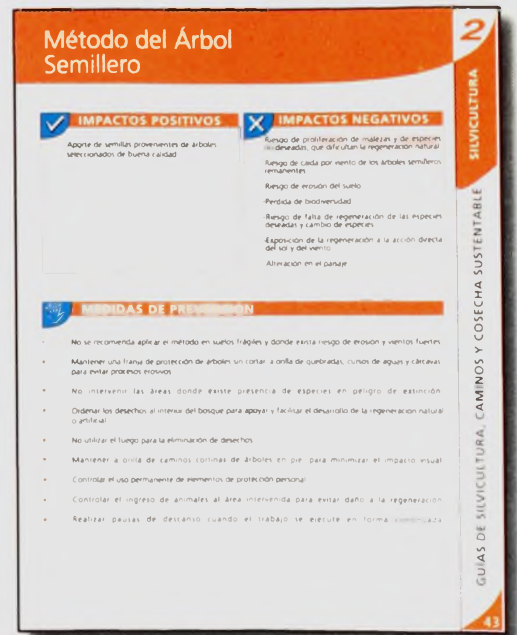 Método del Árbol
Semillero
IMPACTOS POSITIVOS
Aporte de semillas provenientes de árboles
seleccionados de buena calidad
IMPACTOS NEGATIVOS
Riesgo de proliferación de malezas y de especies
no deseadas, que dificultan la regeneración natural
Riesgo de caída por viento de los árboles semilleros
remanentes
Riesgo de erosión del suelo
Perdida de biodiversidad
Riesgo de falta de regeneración de las especies
deseadas y cambio de especies
Exposición de la regeneración a la acción directa
del sol y del viento
Alteración en el paisaje
MEDIDAS DE PREVENCIÓN
No se recomienda aplicar el método en suelos frágiles y donde exista riesgo de erosión y vientos fuertes
Mantener una franja de protección de árboles sin cortar a orilla de quebradas, cursos de aguas y cárcavas
para evitar procesos erosivos
No intervenir las áreas donde existe presencia de especies en peligro de extinción
Ordenar los desechos al interior del bosque para apoyar y facilitar el desarrollo de la regeneración natural
o artificial
No utilizar el fuego para la eliminación de desechos
Mantener a orilla de caminos cortinas de árboles en pie, para minimizar el impacto visual
Controlar el uso permanente de elementos de protección personal
Controlar el ingreso de animales al área intervenida para evitar daño a la regeneración
Realizar pausas de descanso cuando el trabajo se ejecute en forma continuada
2
SILVICULTURA
GUÍAS DE SILVICULTURA, CAMINOS Y COSECHA SUSTENTABLE
43